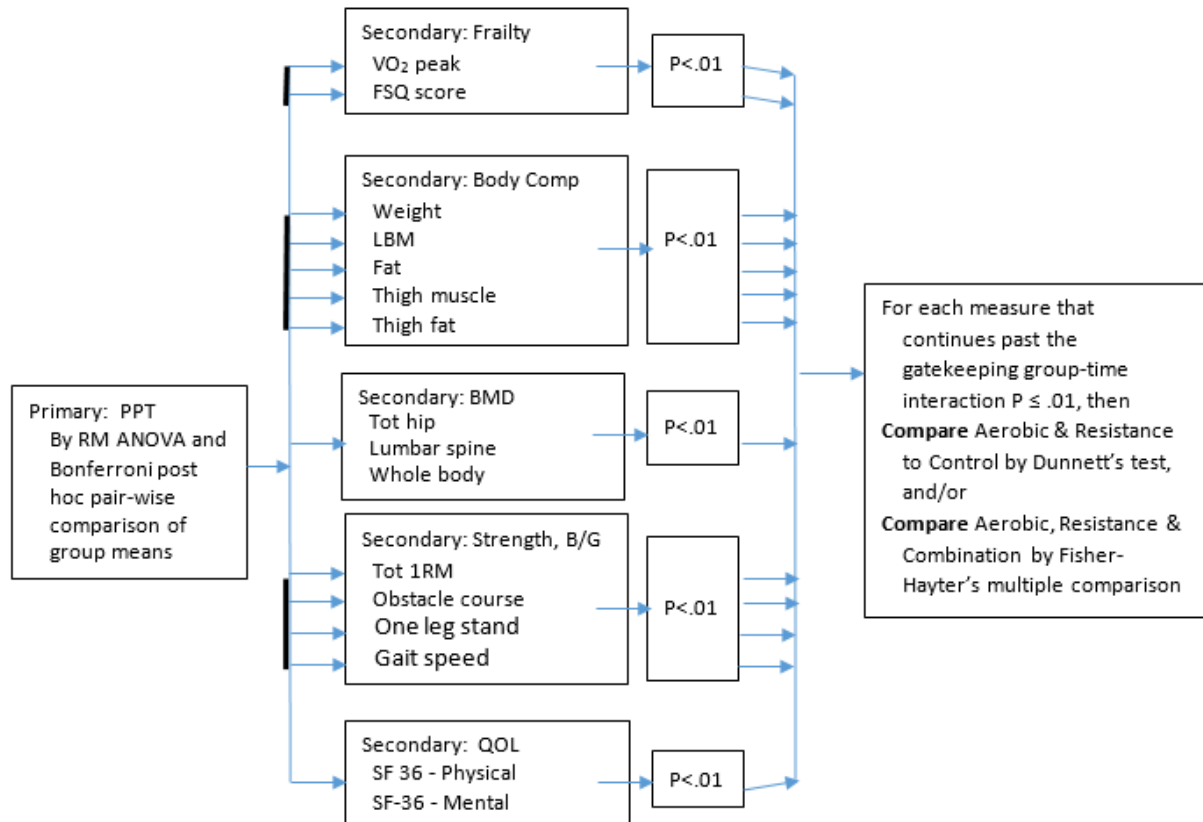 Primary: PPT
By RM ANOVA and
Bonferroni post
hoc pair-wise
comparison of
group means
Secondary: Frailty
VO₂ peak
FSQ score
P<.01
Secondary: Body Comp
Weight
LBM
Fat
Thigh muscle
Thigh fat
P<.01
Secondary: BMD
Tot hip
Lumbar spine
Whole body
P<.01
Secondary: Strength, B/G
Tot 1RM
Obstacle course
One leg stand
Gait speed
P<.01
Secondary: QOL
SF 36 - Physical
SF-36 - Mental
P<.01
For each measure that
continues past the
gatekeeping group-time
interaction P ≤ .01, then
Compare Aerobic & Resistance
to Control by Dunnett's test,
and/or
Compare Aerobic, Resistance &
Combination by Fisher-
Hayter's multiple comparison